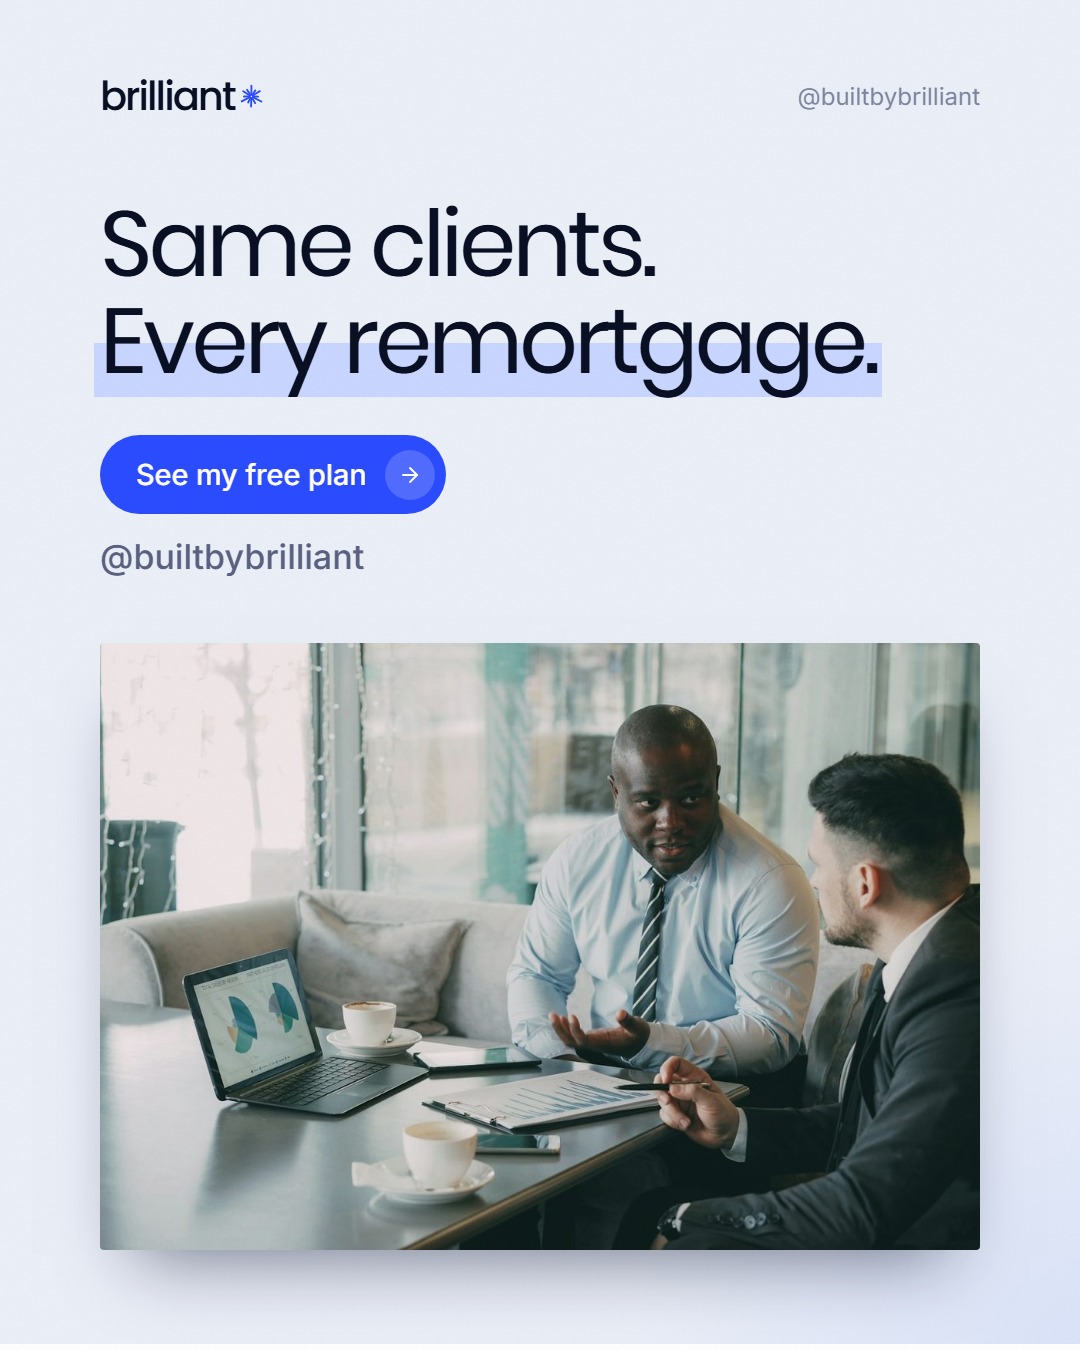 brilliant
@builtbybrilliant
Same clients.
Every remortgage.
See my free plan
@builtbybrilliant